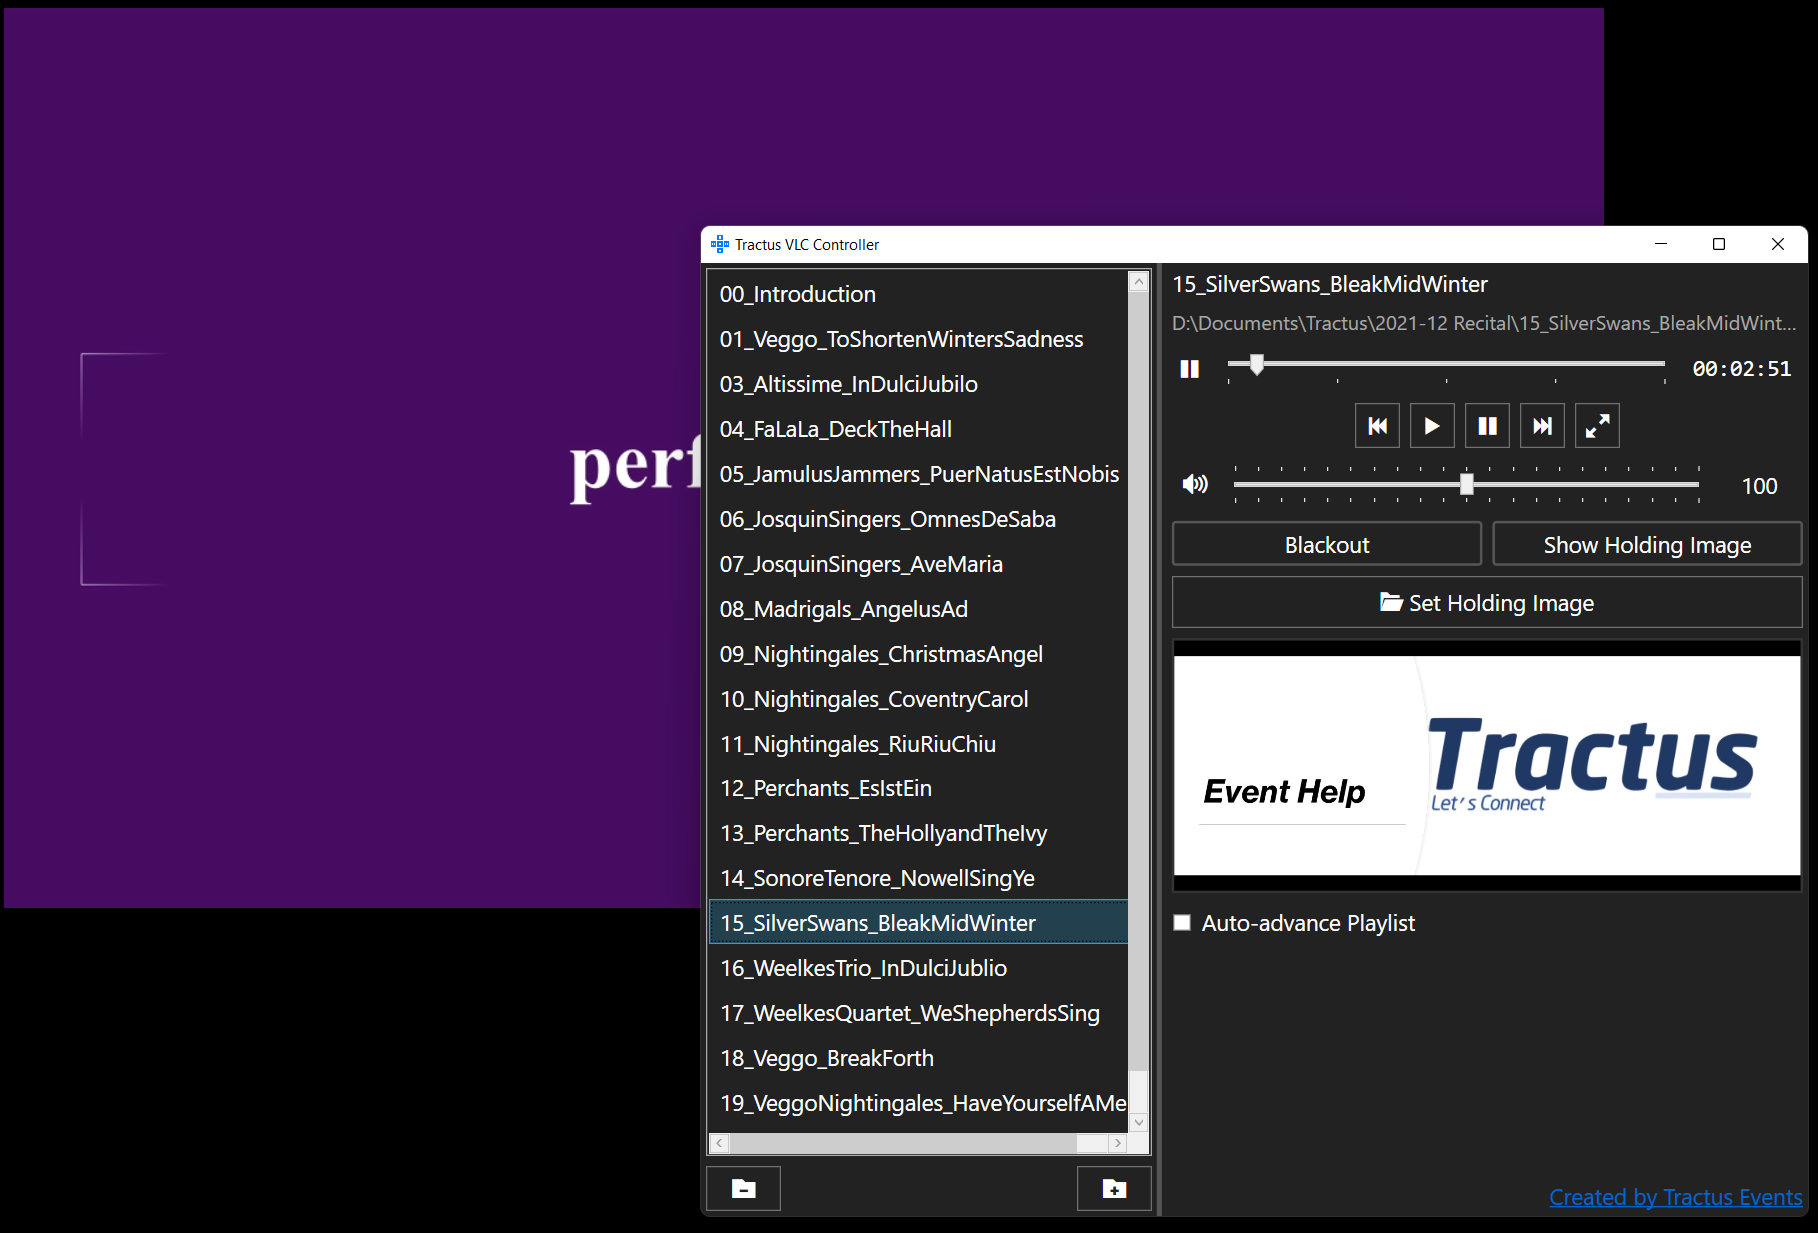 perf
Tractus VLC Controller
00_Introduction
01_Veggo_ToShortenWintersSadness
03_Altissime_InDulciJubilo
04_FaLaLa_DeckTheHall
05_JamulusJammers_PuerNatusEstNobis
06_JosquinSingers_OmnesDeSaba
07_JosquinSingers_AveMaria
08_Madrigals_AngelusAd
09_Nightingales_ChristmasAngel
10_Nightingales_CoventryCarol
11_Nightingales_RiuRiuChiu
12_Perchants_EsIstEin
13_Perchants_TheHollyandTheIvy
14_SonoreTenore_NowellSingYe
15_SilverSwans_BleakMidWinter
16_WeelkesTrio_InDulciJublio
17_WeelkesQuartet_WeShepherdsSing
18_Veggo_BreakForth
19_VeggoNightingales_HaveYourselfAMe
15_SilverSwans_BleakMidWinter
D:\Documents\Tractus\2021-12 Recital\15_SilverSwans_BleakMidWint...
00:02:51
100
Blackout
Show Holding Image
Set Holding Image
Event Help
Tractus
Let's Connect
Auto-advance Playlist
Created by Tractus Events